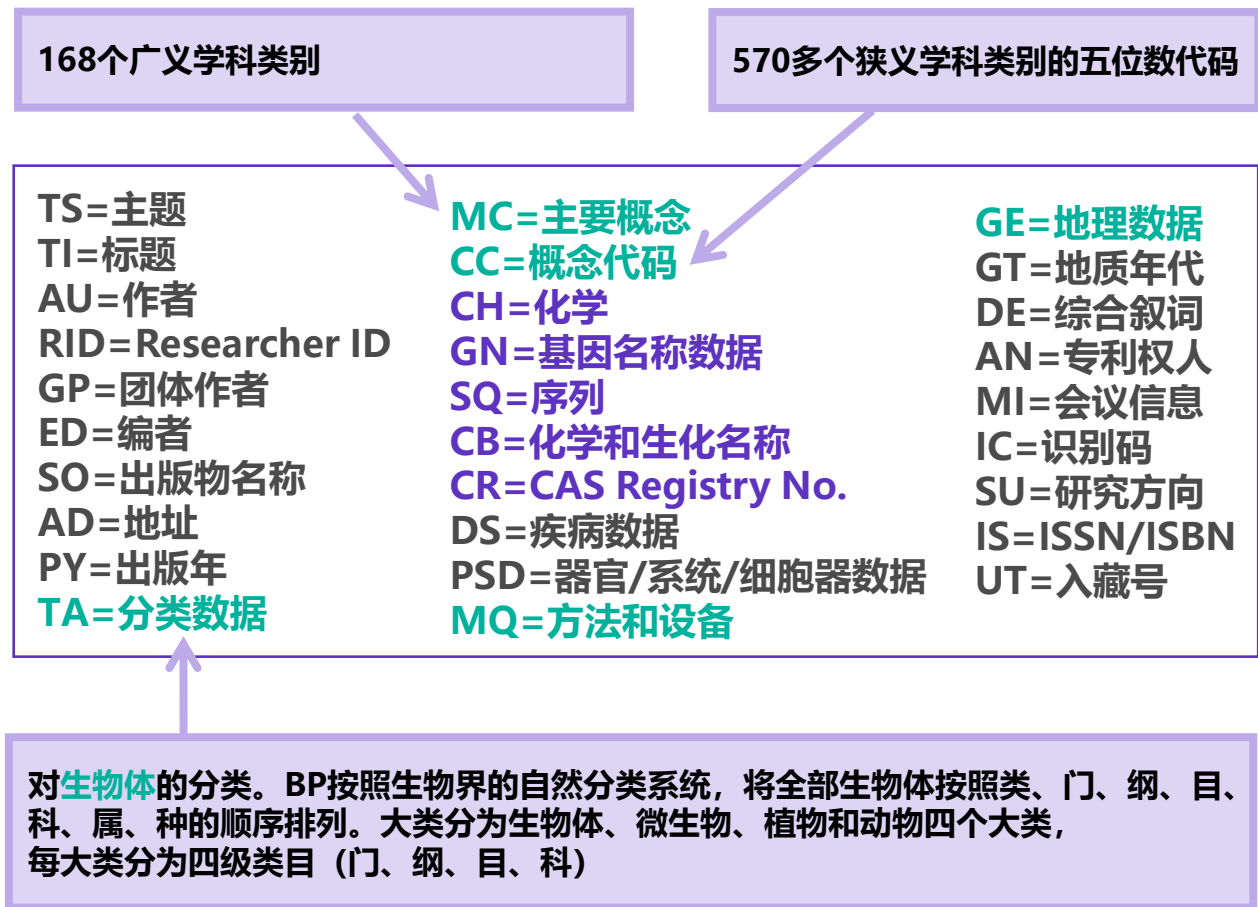 168个广义学科类别
570多个狭义学科类别的五位数代码
TS=主题
TI=标题
AU=作者
RID=Researcher ID
GP=团体作者
ED=编者
SO=出版物名称
AD=地址
PY=出版年
TA=分类数据
MC=主要概念
CC=概念代码
CH=化学
GN=基因名称数据
SQ=序列
CB=化学和生化名称
CR=CAS Registry No.
DS=疾病数据
PSD=器官/系统/细胞器数据
MQ=方法和设备
GE=地理数据
GT=地质年代
DE=综合叙词
AN=专利权人
MI=会议信息
IC=识别码
SU=研究方向
IS=ISSN/ISBN
UT=入藏号
对生物体的分类。BP按照生物界的自然分类系统，将全部生物体按照类、门、纲、目、
科、属、种的顺序排列。大类分为生物体、微生物、植物和动物四个大类，
每大类分为四级类目（门、纲、目、科）